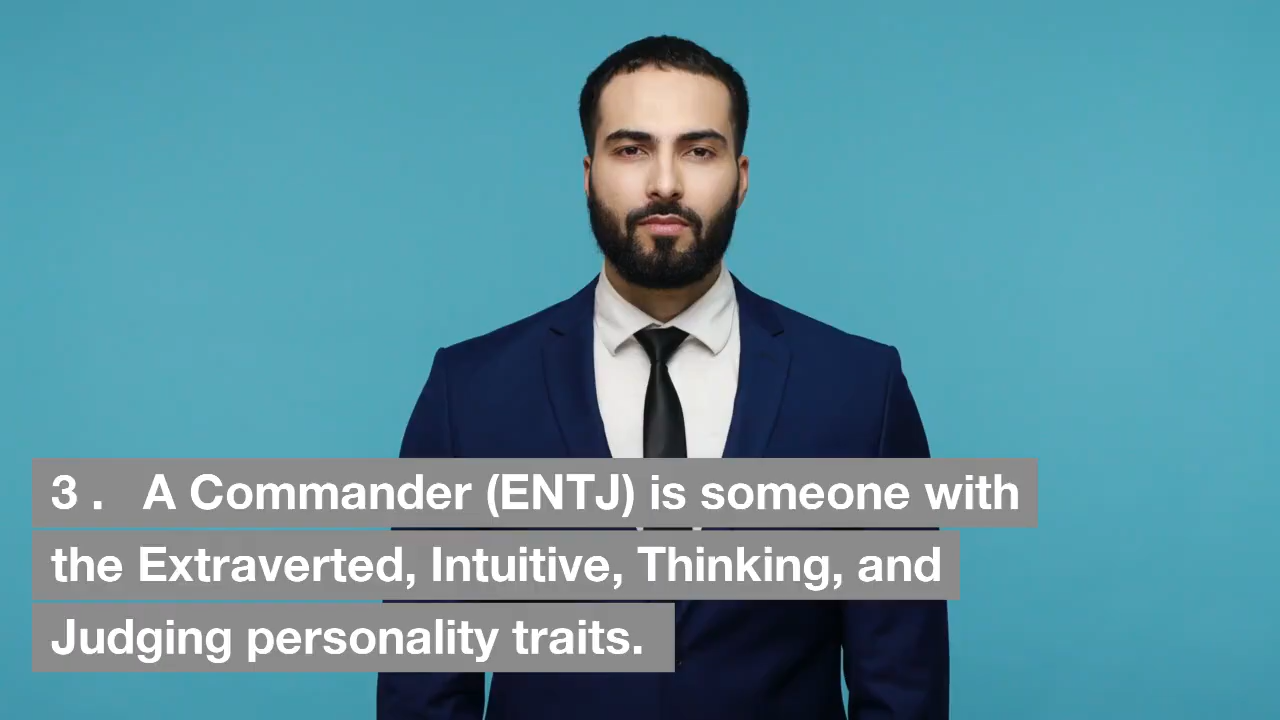 3 .   A Commander (ENTJ) is someone with
the Extraverted, Intuitive, Thinking, and
Judging personality traits.